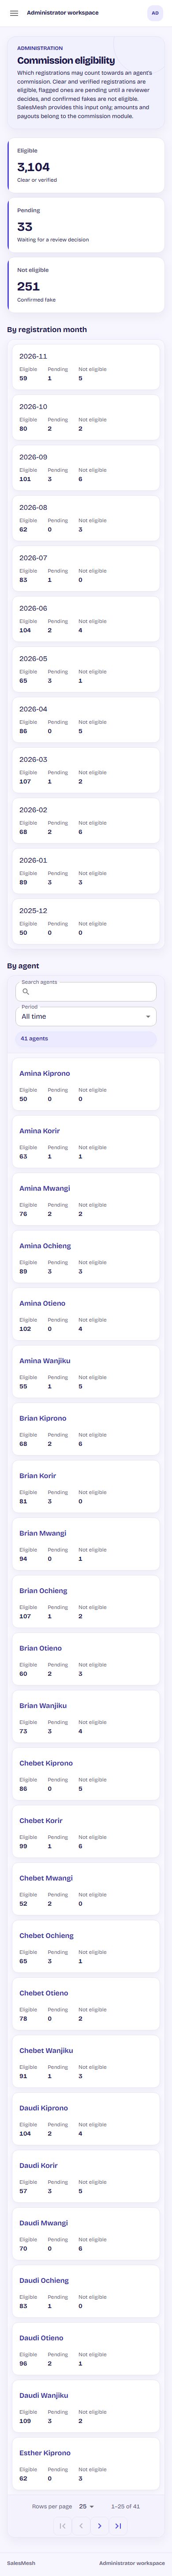 Administrator workspace
AD
ADMINISTRATION
Commission eligibility
Which registrations may count towards an agent's
commission. Clear and verified registrations are
eligible, flagged ones are pending until a reviewer
decides, and confirmed fakes are not eligible.
SalesMesh provides this input only; amounts and
payouts belong to the commission module.
Eligible
3,104
Clear or verified
Pending
33
Waiting for a review decision
Not eligible
251
Confirmed fake
By registration month
2026-11
Eligible Pending Not eligible
59 1 5
2026-10
Eligible Pending Not eligible
80 2 2
2026-09
Eligible Pending Not eligible
101 3 6
2026-08
Eligible Pending Not eligible
62 0 3
2026-07
Eligible Pending Not eligible
83 1 0
2026-06
Eligible Pending Not eligible
104 2 4
2026-05
Eligible Pending Not eligible
65 3 1
2026-04
Eligible Pending Not eligible
86 0 5
2026-03
Eligible Pending Not eligible
107 1 2
2026-02
Eligible Pending Not eligible
68 2 6
2026-01
Eligible Pending Not eligible
89 3 3
2025-12
Eligible Pending Not eligible
50 0 0
By agent
Search agents
Period
All time
41 agents
Amina Kiprono
Eligible Pending Not eligible
50 0 0
Amina Korir
Eligible Pending Not eligible
63 1 1
Amina Mwangi
Eligible Pending Not eligible
76 2 2
Amina Ochieng
Eligible Pending Not eligible
89 3 3
Amina Otieno
Eligible Pending Not eligible
102 0 4
Amina Wanjiku
Eligible Pending Not eligible
55 1 5
Brian Kiprono
Eligible Pending Not eligible
68 2 6
Brian Korir
Eligible Pending Not eligible
81 3 0
Brian Mwangi
Eligible Pending Not eligible
94 0 1
Brian Ochieng
Eligible Pending Not eligible
107 1 2
Brian Otieno
Eligible Pending Not eligible
60 2 3
Brian Wanjiku
Eligible Pending Not eligible
73 3 4
Chebet Kiprono
Eligible Pending Not eligible
86 0 5
Chebet Korir
Eligible Pending Not eligible
99 1 6
Chebet Mwangi
Eligible Pending Not eligible
52 2 0
Chebet Ochieng
Eligible Pending Not eligible
65 3 1
Chebet Otieno
Eligible Pending Not eligible
78 0 2
Chebet Wanjiku
Eligible Pending Not eligible
91 1 3
Daudi Kiprono
Eligible Pending Not eligible
104 2 4
Daudi Korir
Eligible Pending Not eligible
57 3 5
Daudi Mwangi
Eligible Pending Not eligible
70 0 6
Daudi Ochieng
Eligible Pending Not eligible
83 1 0
Daudi Otieno
Eligible Pending Not eligible
96 2 1
Daudi Wanjiku
Eligible Pending Not eligible
109 3 2
Esther Kiprono
Eligible Pending Not eligible
62 0 3
Rows per page 25 1–25 of 41
SalesMesh Administrator workspace